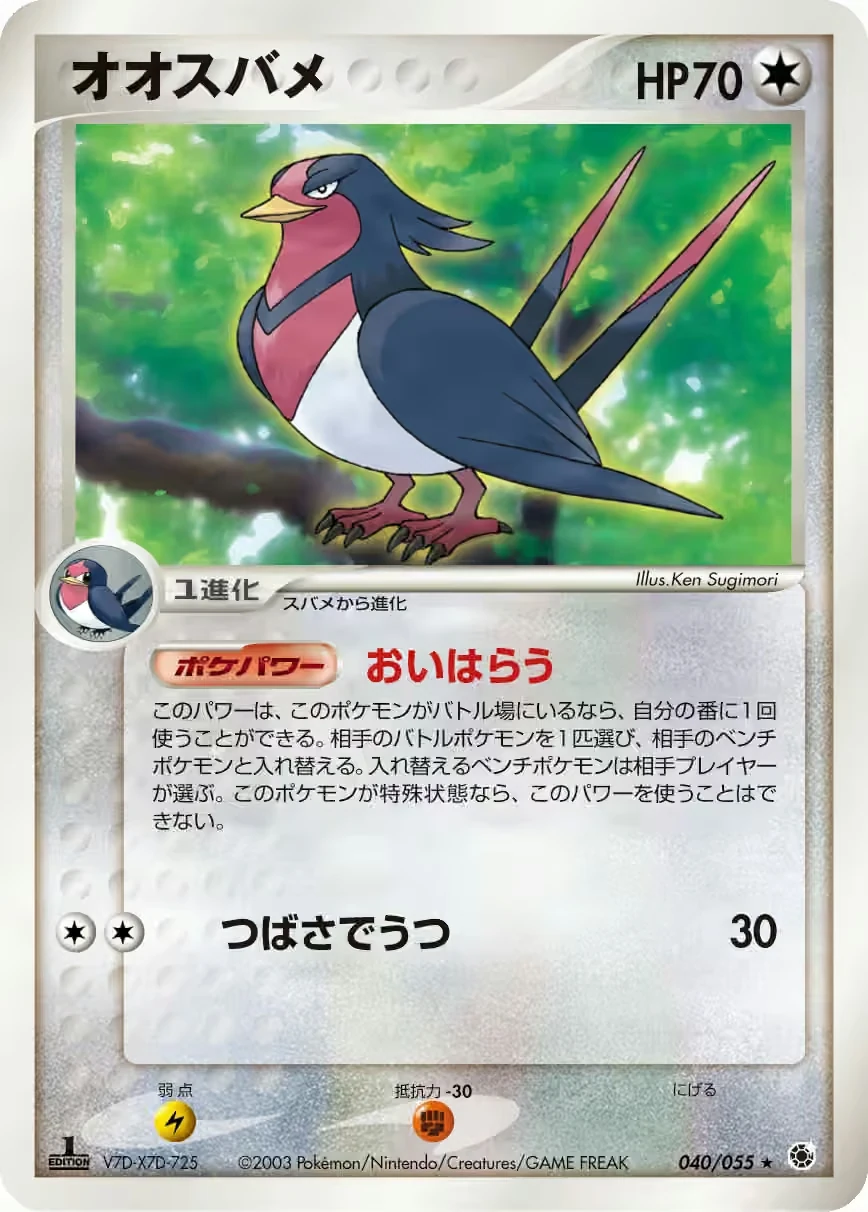 オオスバメ
HP70
Illus.Ken Sugimori
1進化
スバメから進化
ポケパワー おいはらう
このパワーは、このポケモンがバトル場にいるなら、自分の番に1回
使うことができる。相手のバトルポケモンを1匹選び、相手のベンチ
ポケモンと入れ替える。入れ替えるベンチポケモンは相手プレイヤー
が選ぶ。このポケモンが特殊状態なら、このパワーを使うことはで
きない。
つばさでうつ 30
弱点 抵抗力 -30 にげる
1 EDITION V7D-X7D-725 ©2003 Pokémon/Nintendo/Creatures/GAME FREAK 040/055 ★